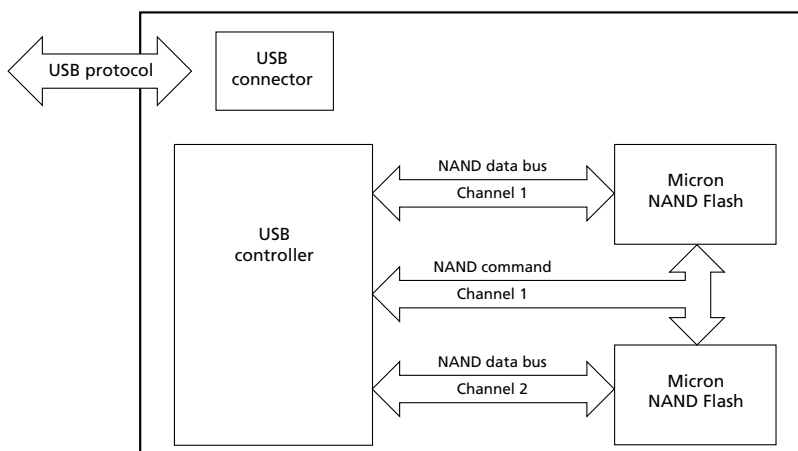 USB protocol
USB
connector
USB
controller
NAND data bus
Channel 1
NAND command
Channel 1
NAND data bus
Channel 2
Micron
NAND Flash
Micron
NAND Flash